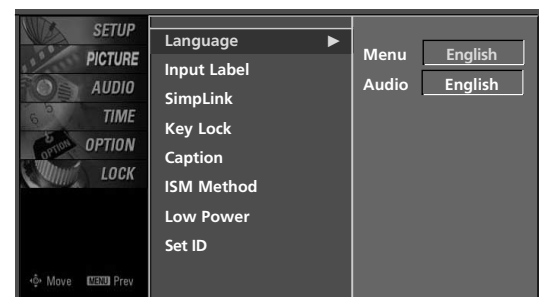 SETUP
PICTURE
AUDIO
TIME
OPTION
LOCK
Move MENU Prev
Language ▶
Input Label
SimpLink
Key Lock
Caption
ISM Method
Low Power
Set ID
Menu English
Audio English